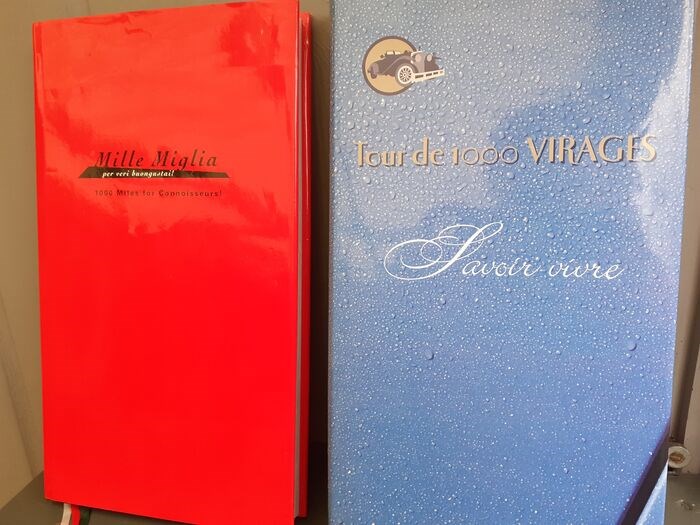 Mille Miglia
per veri buongustai!
1000 Miles for Connoisseurs!
Tour de 1000 VIRAGES
Savoir vivre